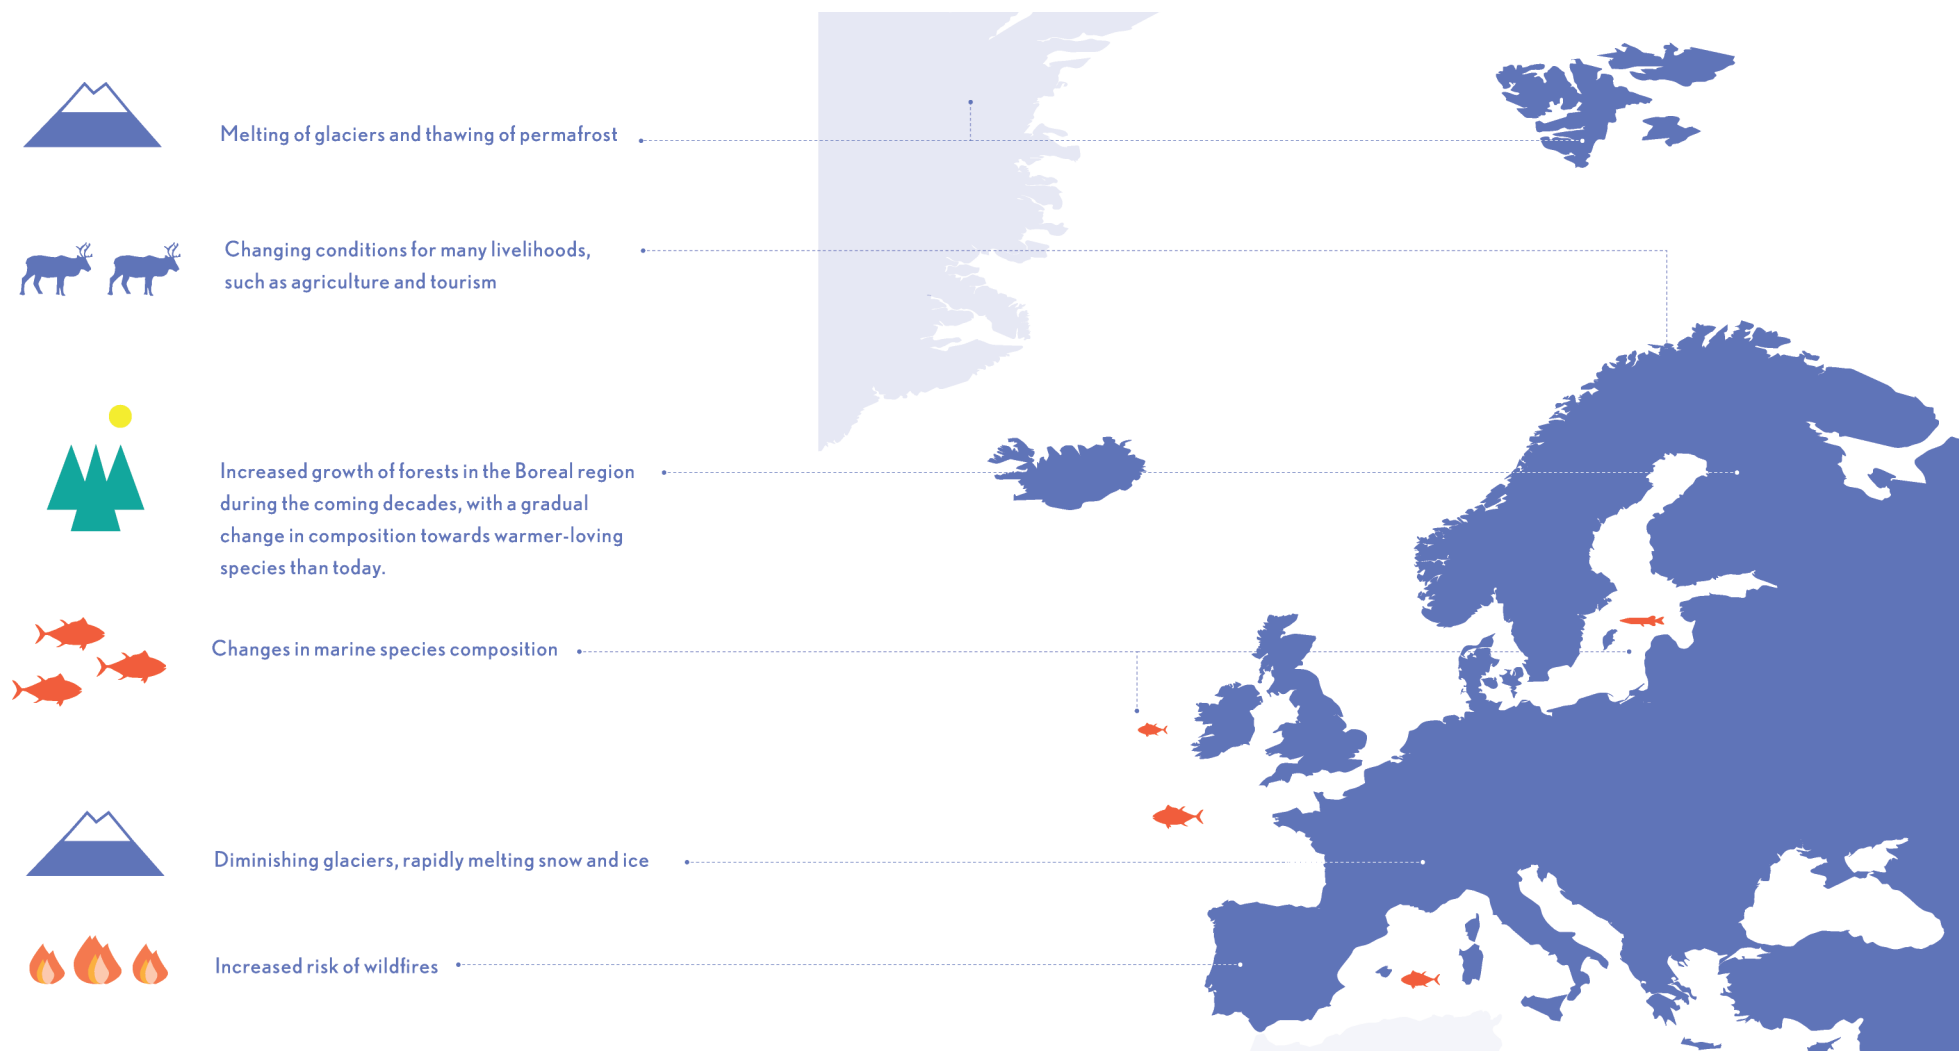 Melting of glaciers and thawing of permafrost
Changing conditions for many livelihoods,
such as agriculture and tourism
Increased growth of forests in the Boreal region
during the coming decades, with a gradual
change in composition towards warmer-loving
species than today.
Changes in marine species composition
Diminishing glaciers, rapidly melting snow and ice
Increased risk of wildfires